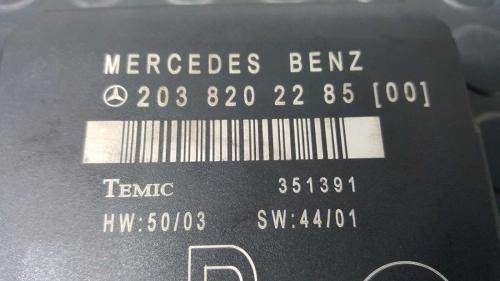 MERCEDES BENZ
203 820 22 85 [00]
TEMIC 351391
HW:50/03 SW:44/01